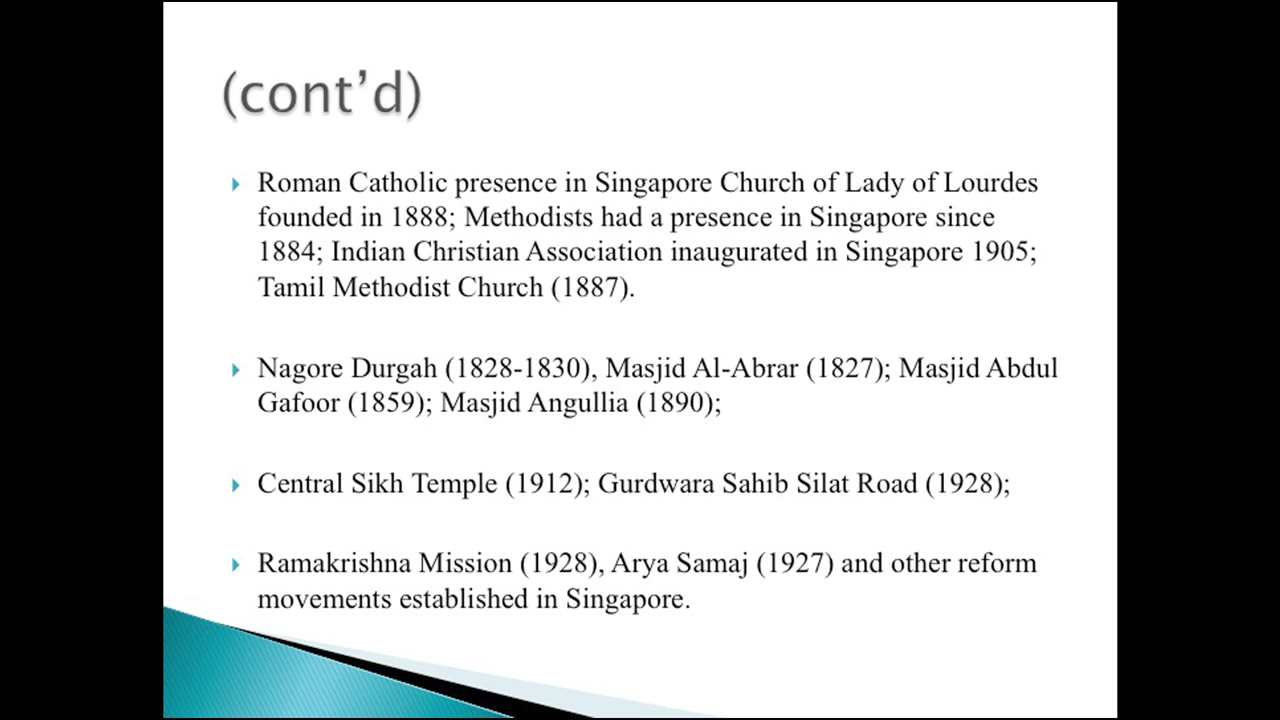 (cont’d)
Roman Catholic presence in Singapore Church of Lady of Lourdes
founded in 1888; Methodists had a presence in Singapore since
1884; Indian Christian Association inaugurated in Singapore 1905;
Tamil Methodist Church (1887).
Nagore Durgah (1828-1830), Masjid Al-Abrar (1827); Masjid Abdul
Gafoor (1859); Masjid Angullia (1890);
Central Sikh Temple (1912); Gurdwara Sahib Silat Road (1928);
Ramakrishna Mission (1928), Arya Samaj (1927) and other reform
movements established in Singapore.